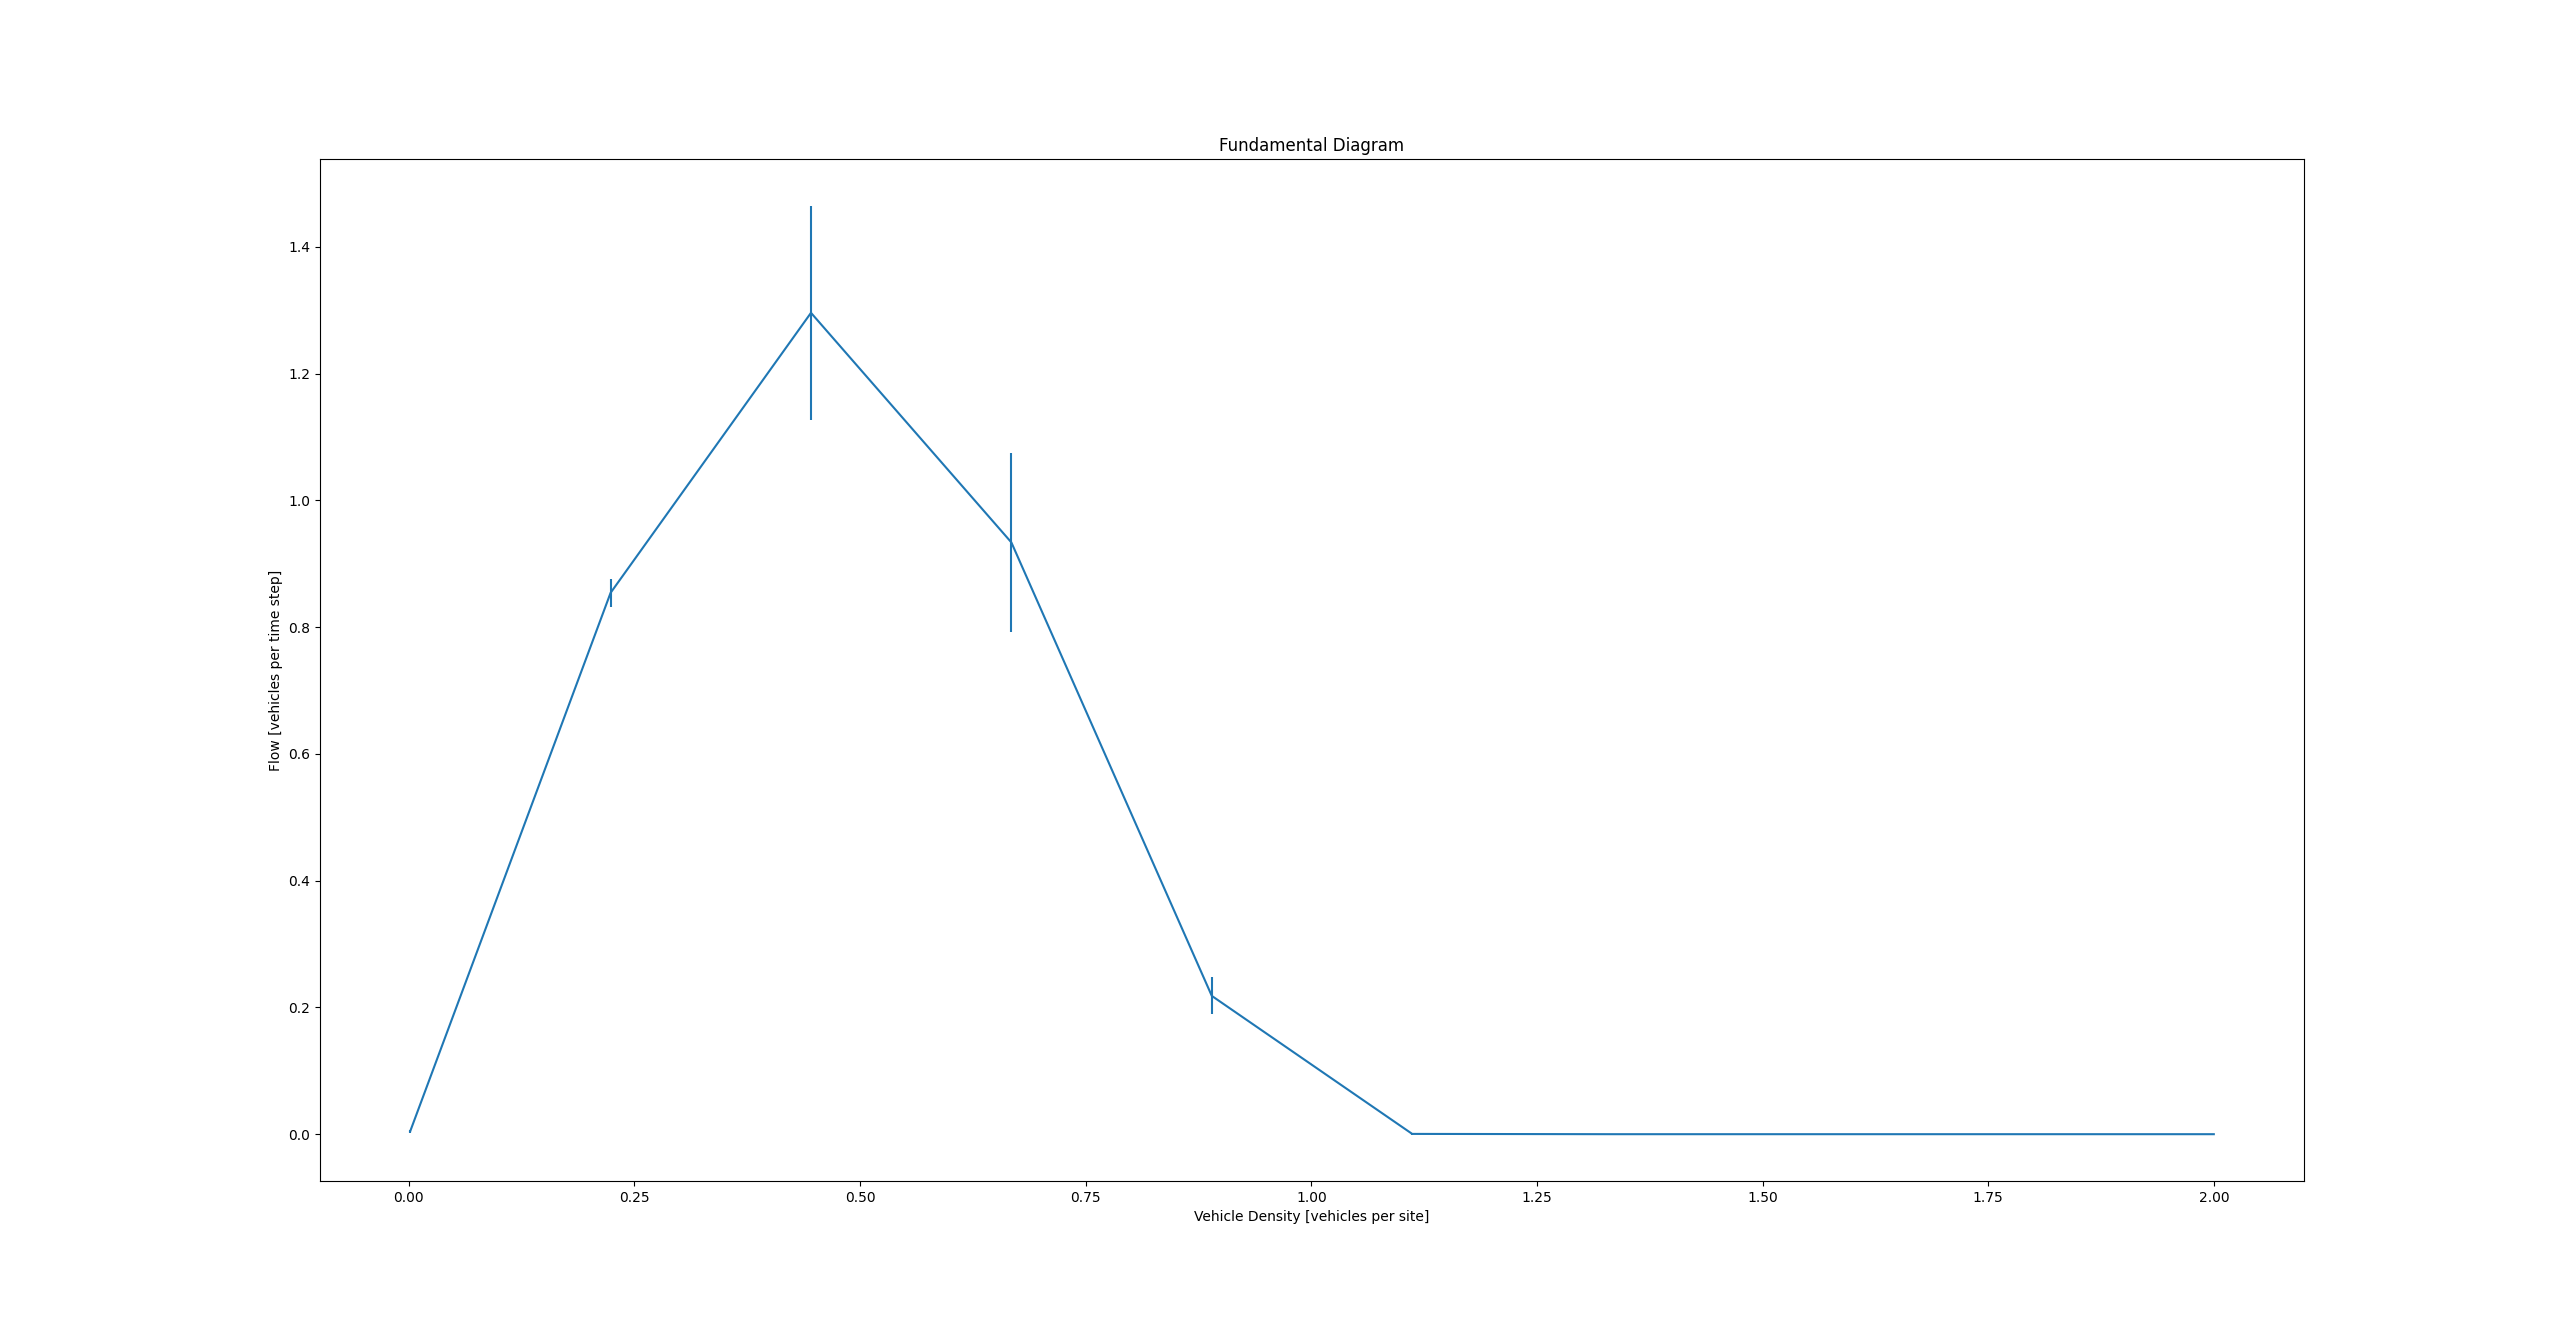 Fundamental Diagram
1.4
1.2
1.0
0.8
0.6
0.4
0.2
0.0
Flow [vehicles per time step]
0.00 0.25 0.50 0.75 1.00 1.25 1.50 1.75 2.00
Vehicle Density [vehicles per site]